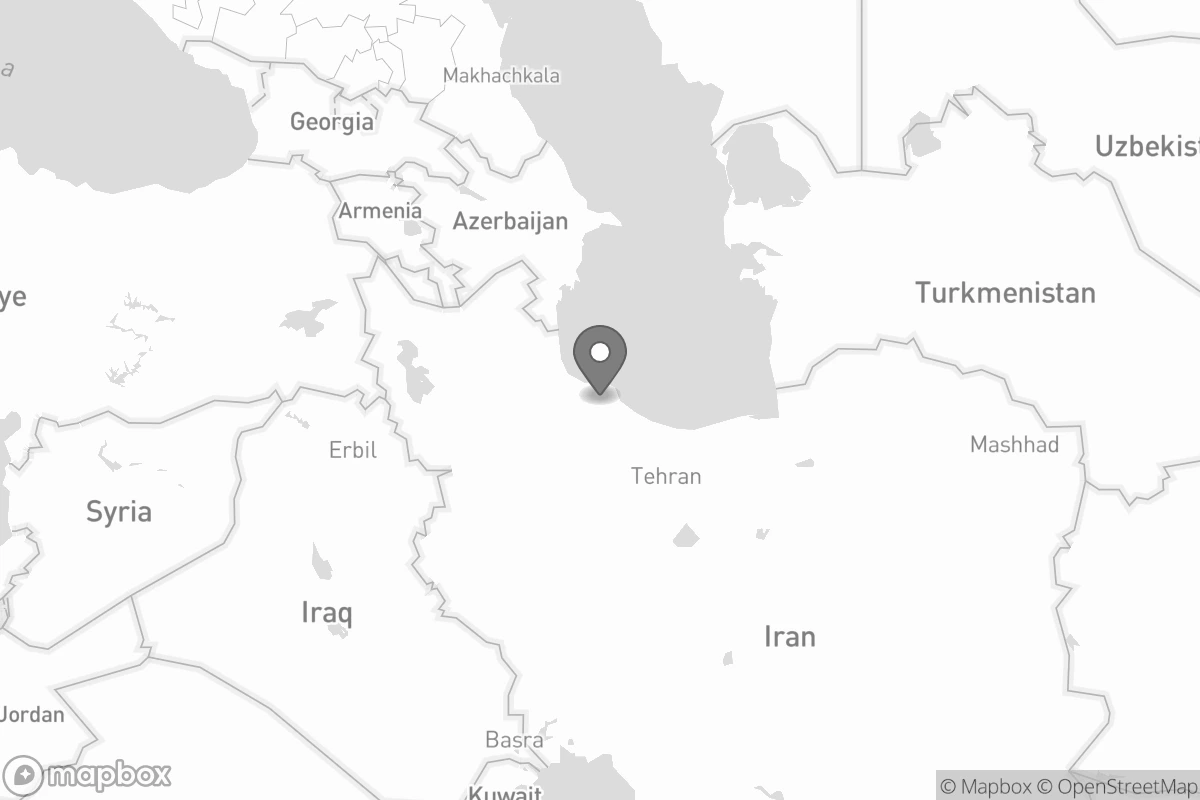 a
Makhachkala
Georgia
Uzbekist
Armenia
Azerbaijan
ye
Turkmenistan
Mashhad
Erbil
Tehran
Syria
Iraq
Iran
Jordan
Basra
Kuwait
mapbox
© Mapbox © OpenStreetMap